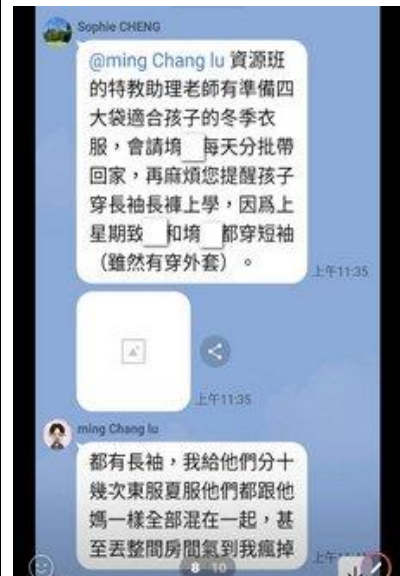 Sophie CHENG
@ming Chang lu 資源班
的特教助理老師有準備四
大袋適合孩子的冬季衣
服，會請堉 每天分批帶
回家，再麻煩您提醒孩子
穿長袖長褲上學，因爲上
星期致 和堉 都穿短袖
（雖然有穿外套）。
上午11:35
上午11:35
ming Chang lu
都有長袖，我給他們分十
幾次東服夏服他們都跟他
媽一樣全部混在一起，甚
至丟整間房間氣到我瘋掉
上午
8 10